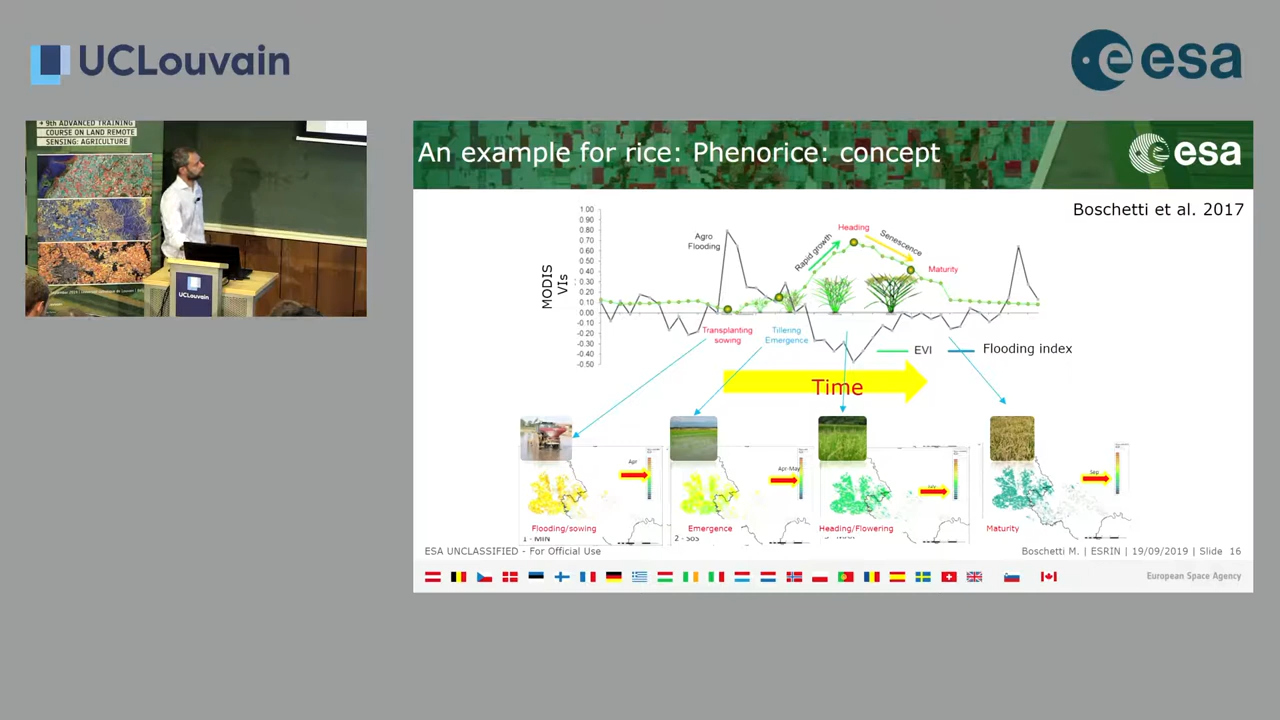 UCLouvain
esa
→ 9th ADVANCED TRAINING
COURSE ON LAND REMOTE
SENSING: AGRICULTURE
UCLouvain
An example for rice: Phenorice: concept
esa
Boschetti et al. 2017
MODIS
VIs
1.00
0.90
0.80
0.70
0.60
0.50
0.40
0.30
0.20
0.10
0.00
-0.10
-0.20
-0.30
-0.40
-0.50
Agro
Flooding
Rapid growth
Heading
Senescence
Maturity
Transplanting
sowing
Tillering
Emergence
EVI
Flooding index
Time
Apr
Flooding/sowing
1 - MIN
Apr-May
Emergence
2 - SoS
July
Heading/Flowering
Sep
Maturity
ESA UNCLASSIFIED - For Official Use
Boschetti M. | ESRIN | 19/09/2019 | Slide 16
European Space Agency